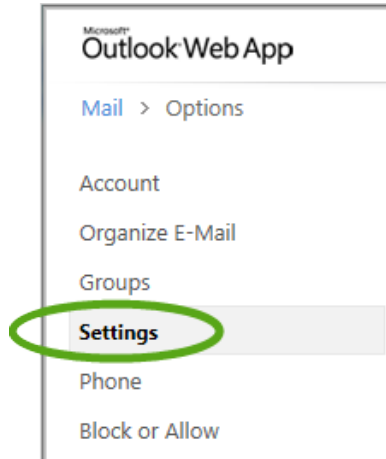 Microsoft®
Outlook Web App
Mail > Options
Account
Organize E-Mail
Groups
Settings
Phone
Block or Allow